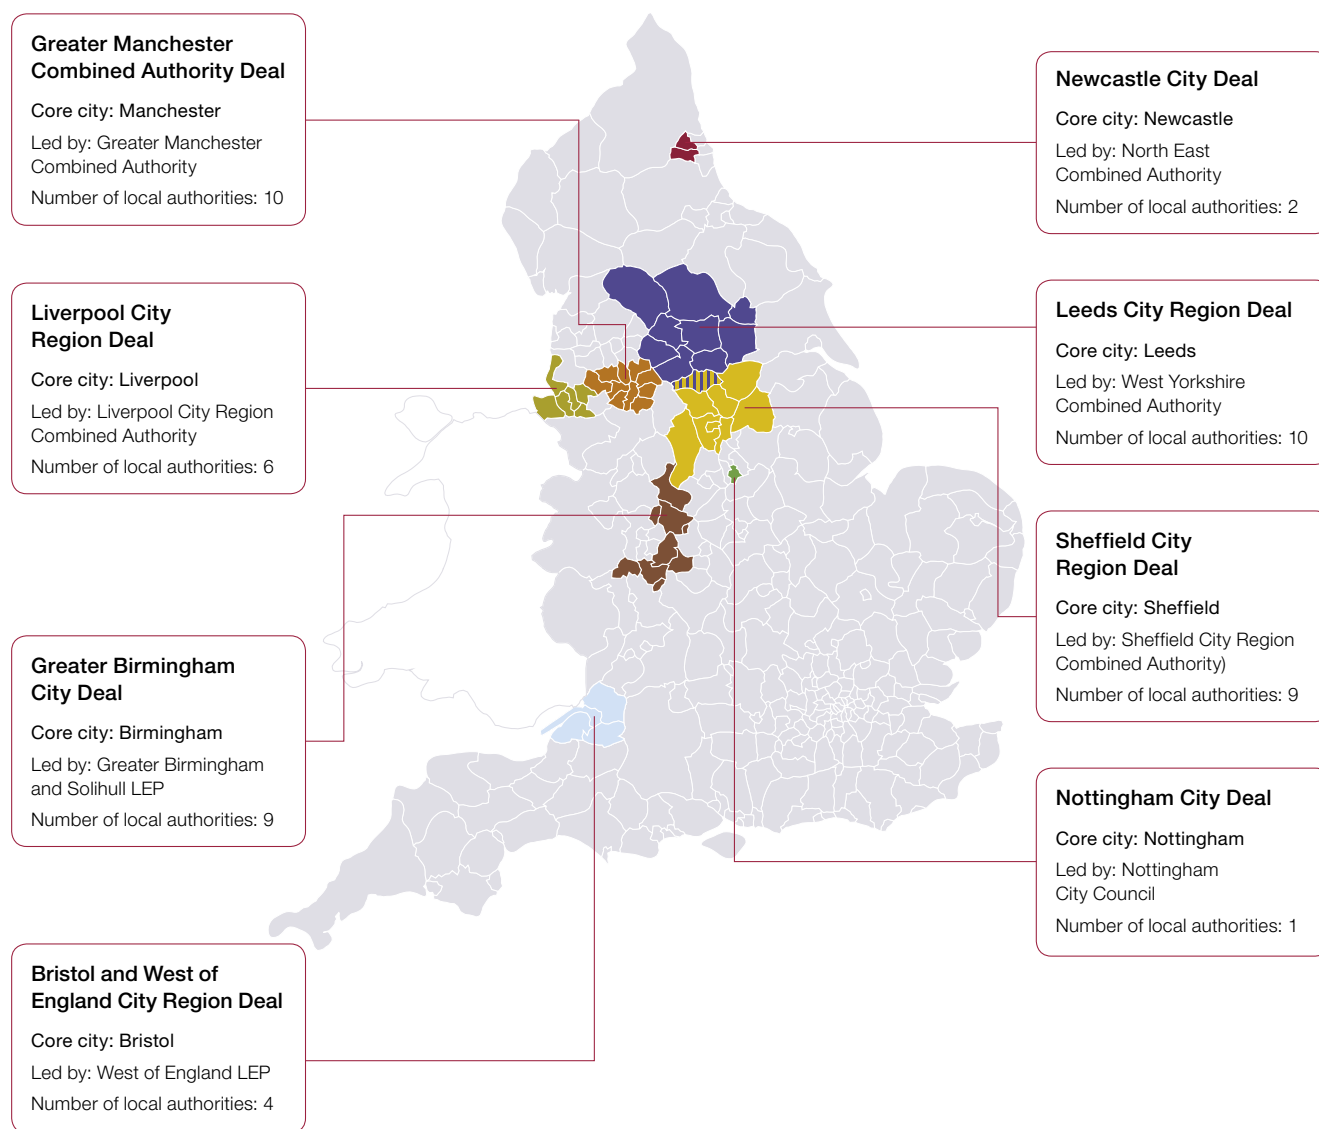 Greater Manchester
Combined Authority Deal
Core city: Manchester
Led by: Greater Manchester
Combined Authority
Number of local authorities: 10
Liverpool City
Region Deal
Core city: Liverpool
Led by: Liverpool City Region
Combined Authority
Number of local authorities: 6
Greater Birmingham
City Deal
Core city: Birmingham
Led by: Greater Birmingham
and Solihull LEP
Number of local authorities: 9
Bristol and West of
England City Region Deal
Core city: Bristol
Led by: West of England LEP
Number of local authorities: 4
Newcastle City Deal
Core city: Newcastle
Led by: North East
Combined Authority
Number of local authorities: 2
Leeds City Region Deal
Core city: Leeds
Led by: West Yorkshire
Combined Authority
Number of local authorities: 10
Sheffield City
Region Deal
Core city: Sheffield
Led by: Sheffield City Region
Combined Authority)
Number of local authorities: 9
Nottingham City Deal
Core city: Nottingham
Led by: Nottingham
City Council
Number of local authorities: 1